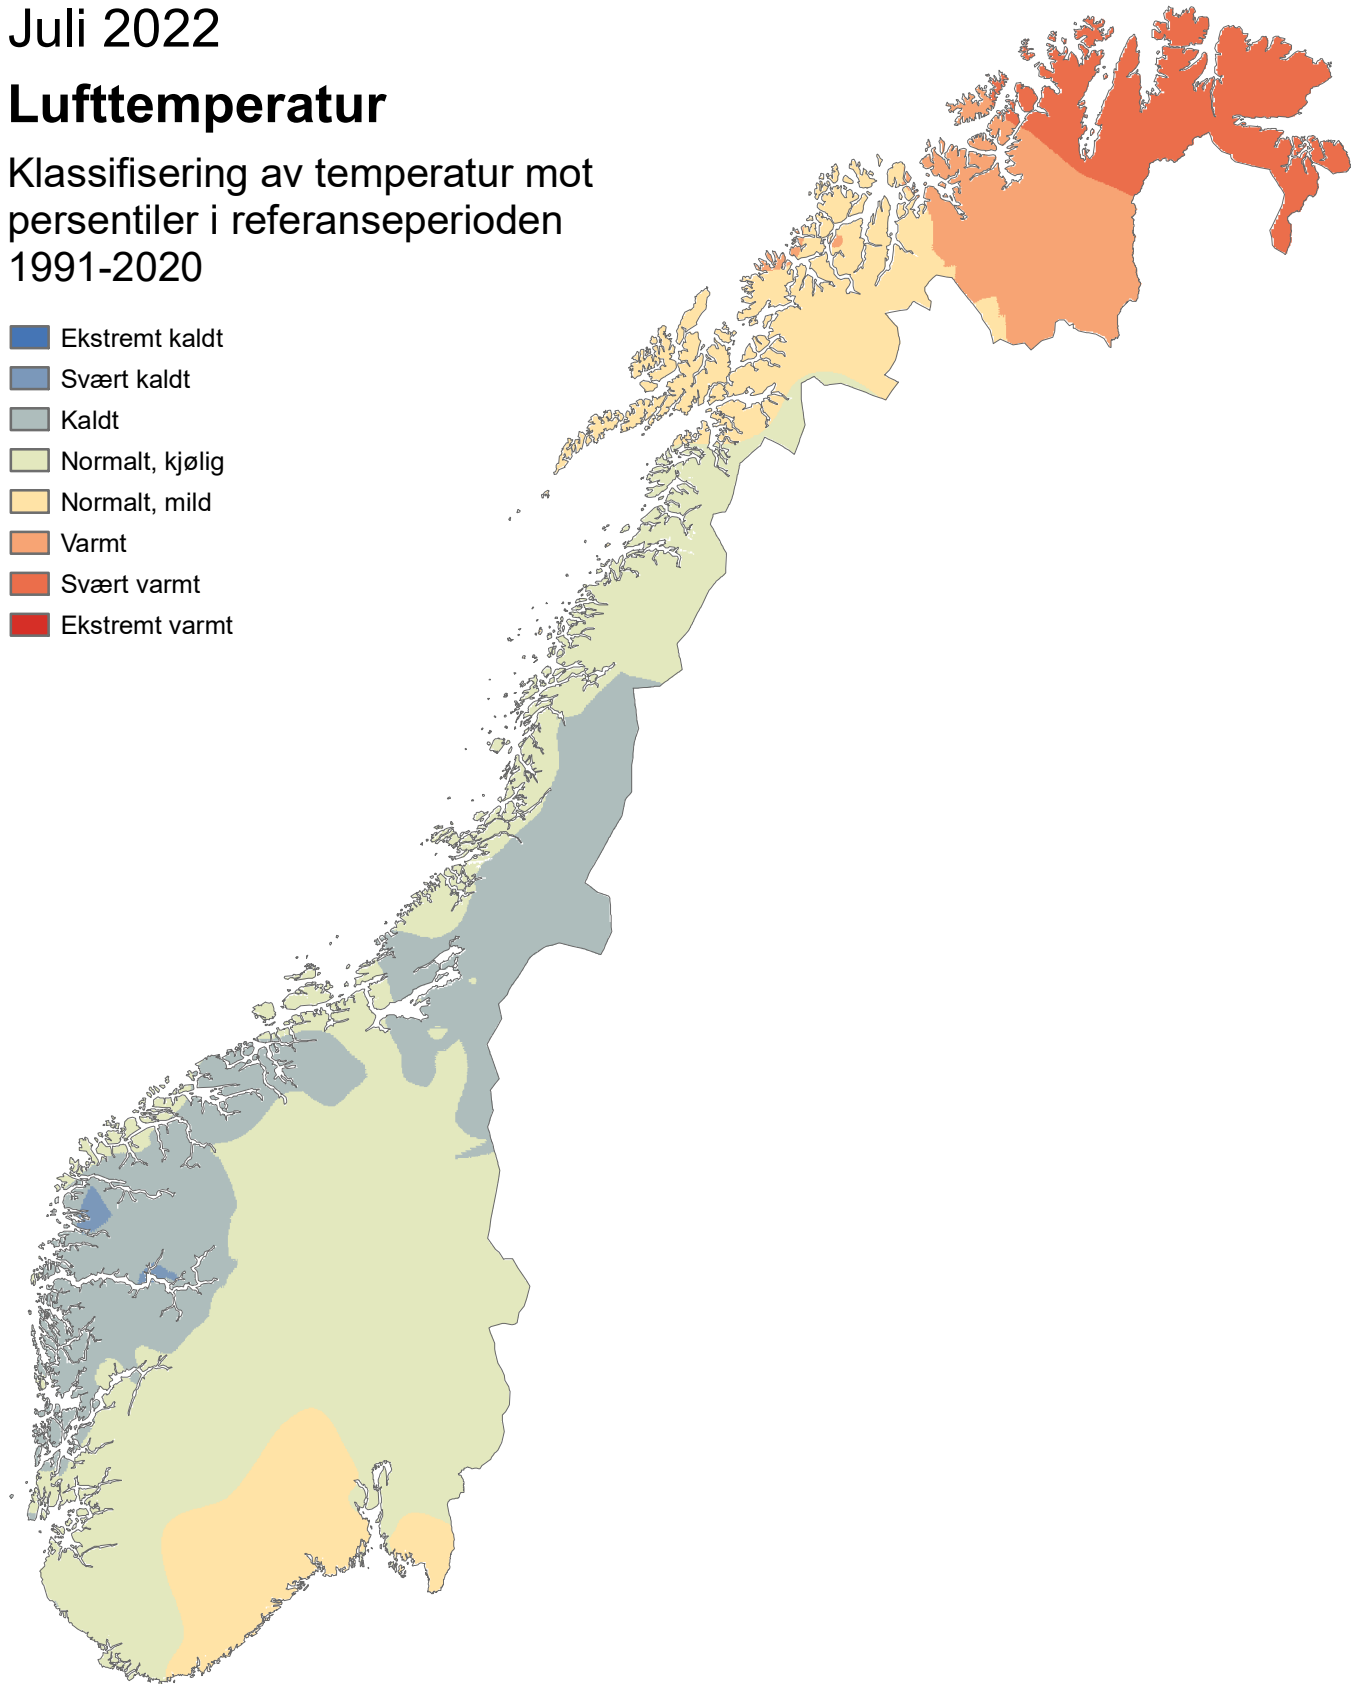 Juli 2022
Lufttemperatur
Klassifisering av temperatur mot
persentiler i referanseperioden
1991-2020
Ekstremt kaldt
Svært kaldt
Kaldt
Normalt, kjølig
Normalt, mild
Varmt
Svært varmt
Ekstremt varmt